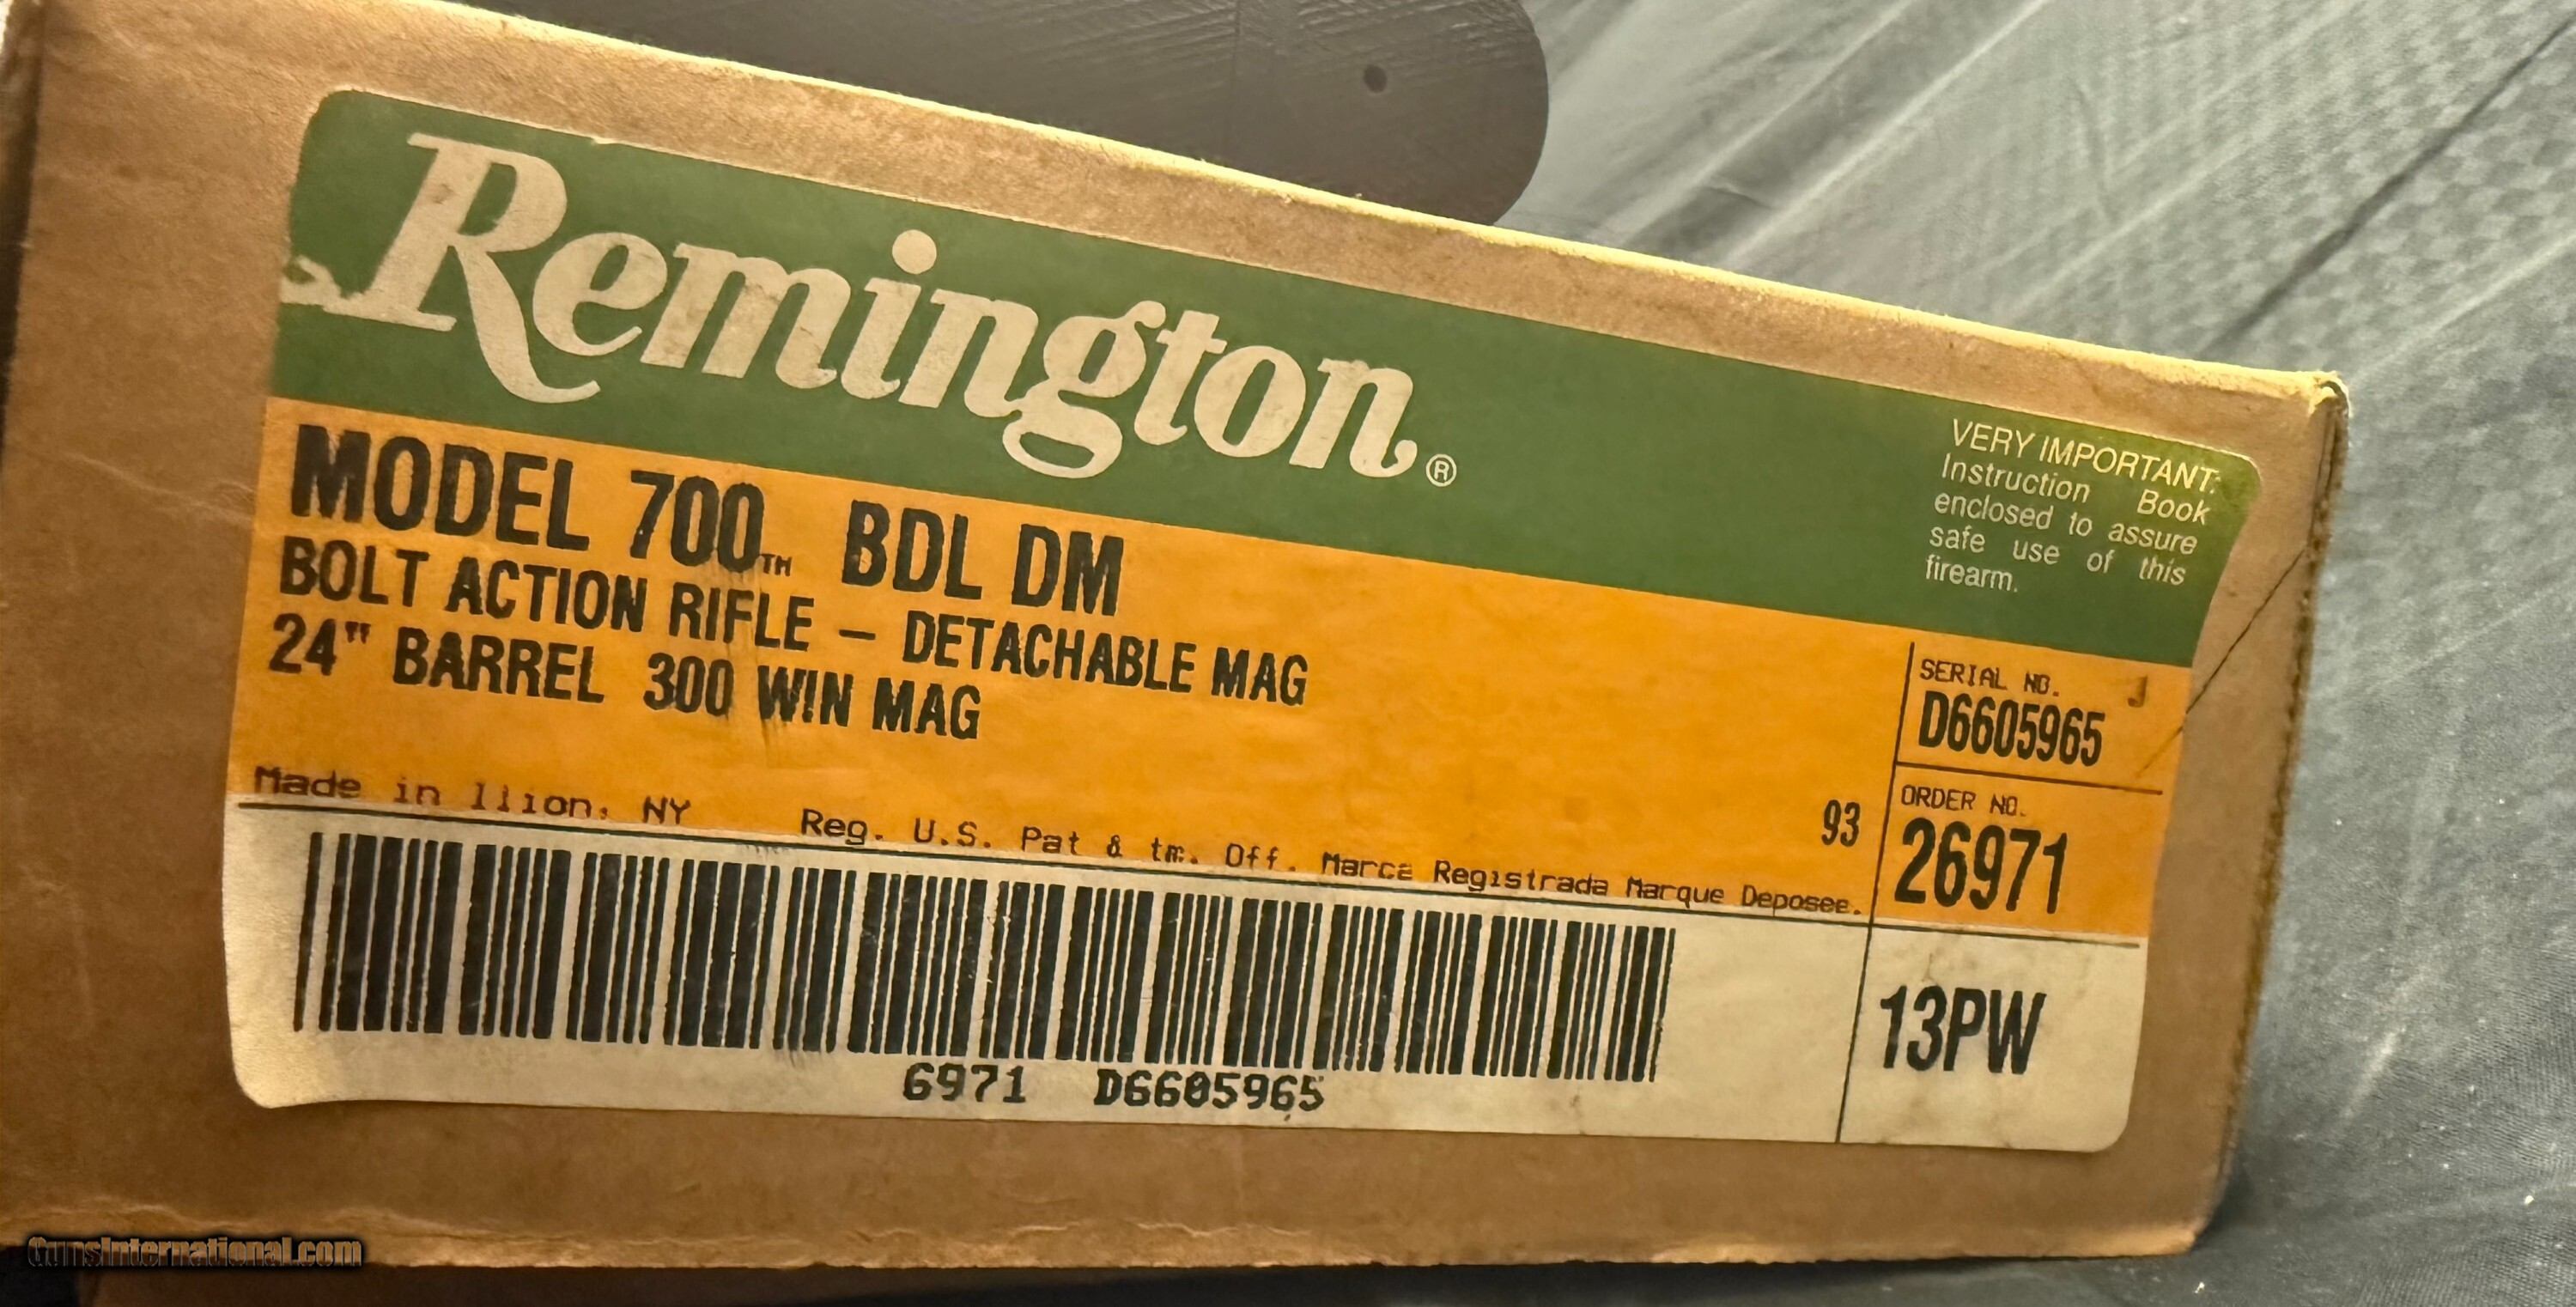 Remington®
VERY IMPORTANT:
Instruction Book
enclosed to assure
safe use of this
firearm.
MODEL 700™ BDL DM
BOLT ACTION RIFLE – DETACHABLE MAG
24" BARREL 300 WIN MAG
SERIAL NO. J
D6605965
Made in Ilion, NY Reg. U.S. Pat & tm. Off. Marca Registrada Marque Deposee.
93
ORDER NO.
26971
13PW
6971 D6605965
GunsInternational.com